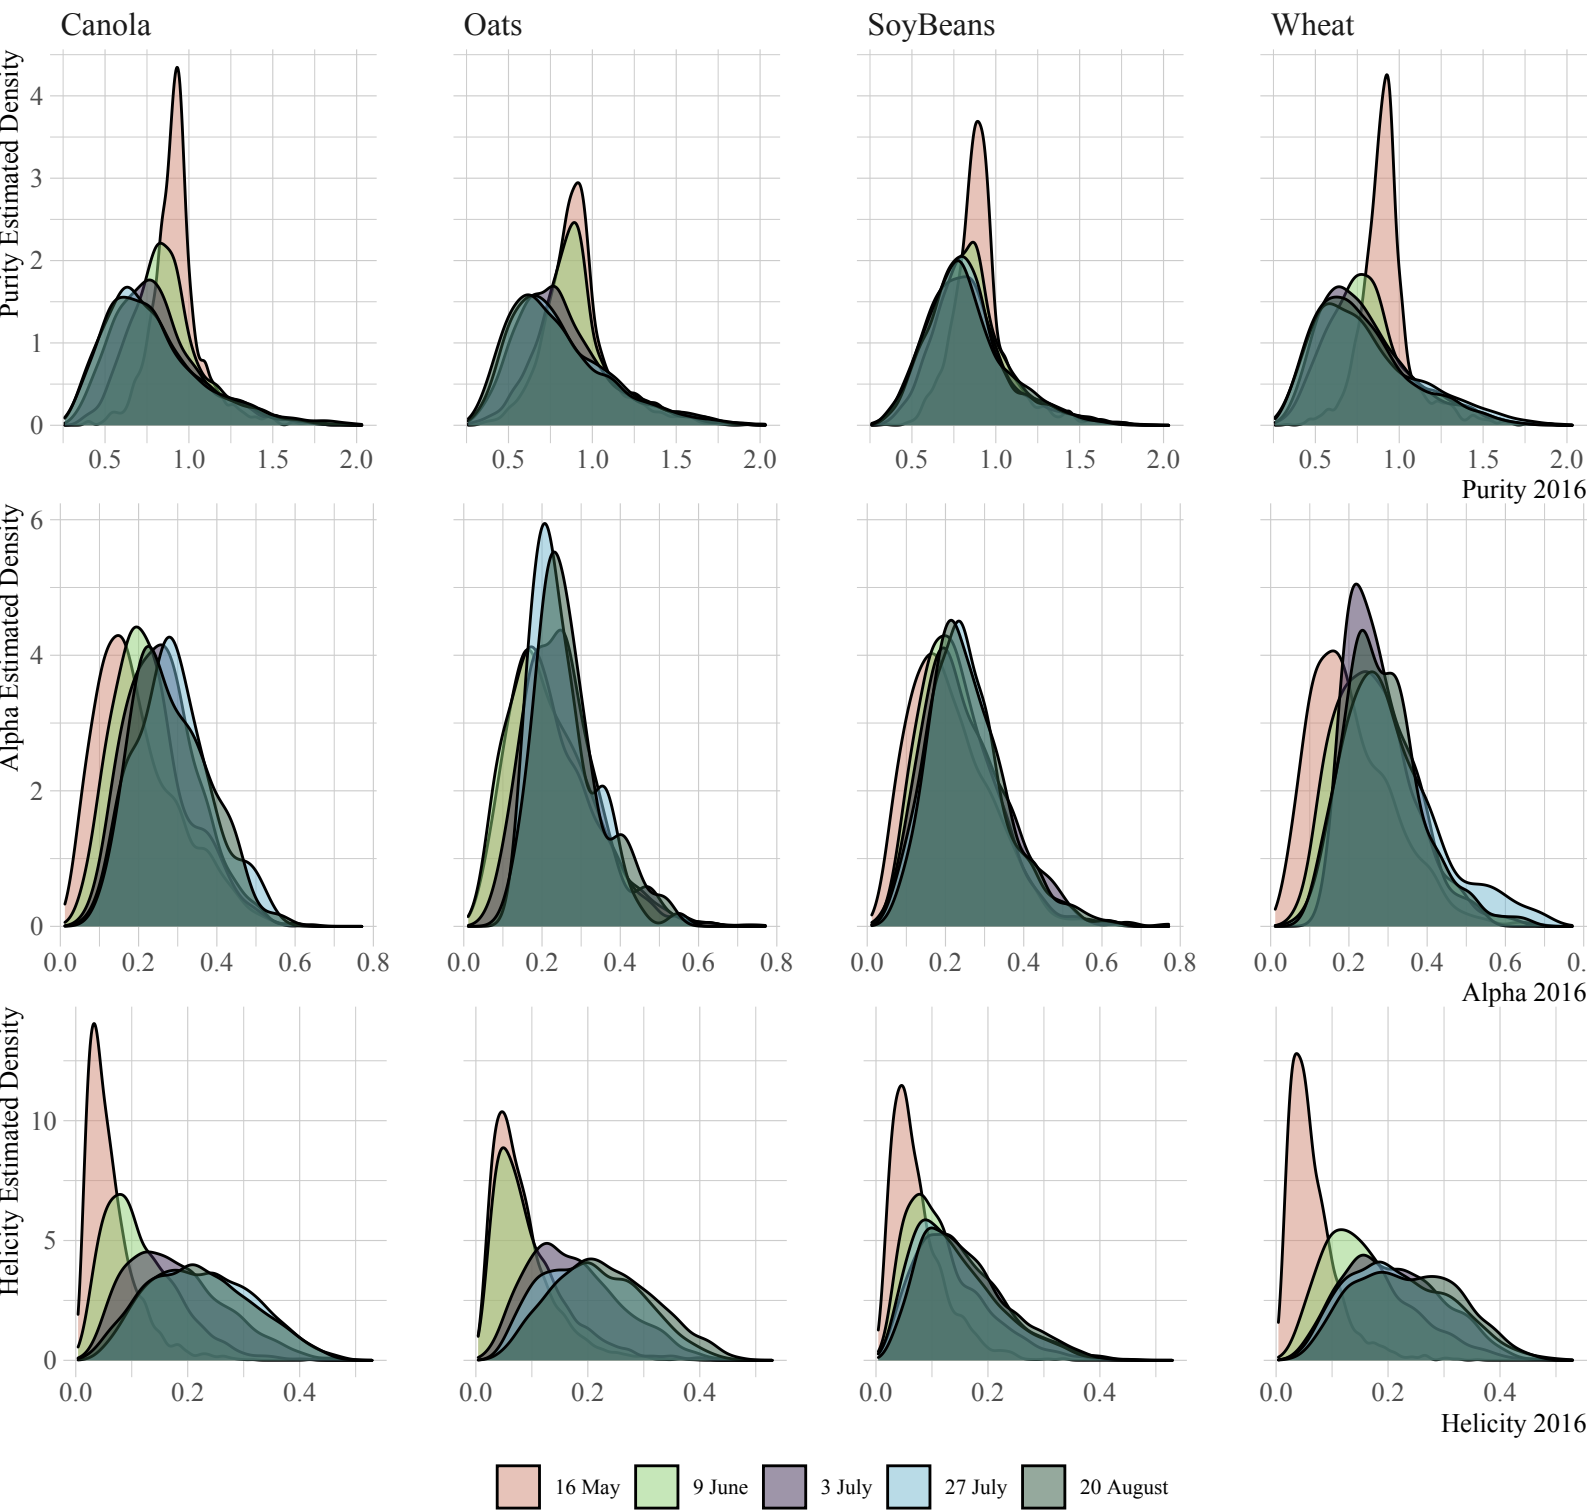 Canola Oats SoyBeans Wheat
Purity Estimated Density
4
3
2
1
0
0.5 1.0 1.5 2.0 0.5 1.0 1.5 2.0 0.5 1.0 1.5 2.0 0.5 1.0 1.5 2.0
Purity 2016
Alpha Estimated Density
6
4
2
0
0.0 0.2 0.4 0.6 0.8 0.0 0.2 0.4 0.6 0.8 0.0 0.2 0.4 0.6 0.8 0.0 0.2 0.4 0.6 0.
Alpha 2016
Helicity Estimated Density
10
5
0
0.0 0.2 0.4 0.0 0.2 0.4 0.0 0.2 0.4 0.0 0.2 0.4
Helicity 2016
16 May 9 June 3 July 27 July 20 August